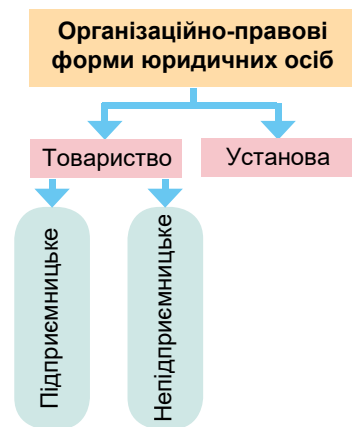 Організаційно-правові
форми юридичних осіб
Товариство
Установа
Підприємницьке
Непідприємницьке